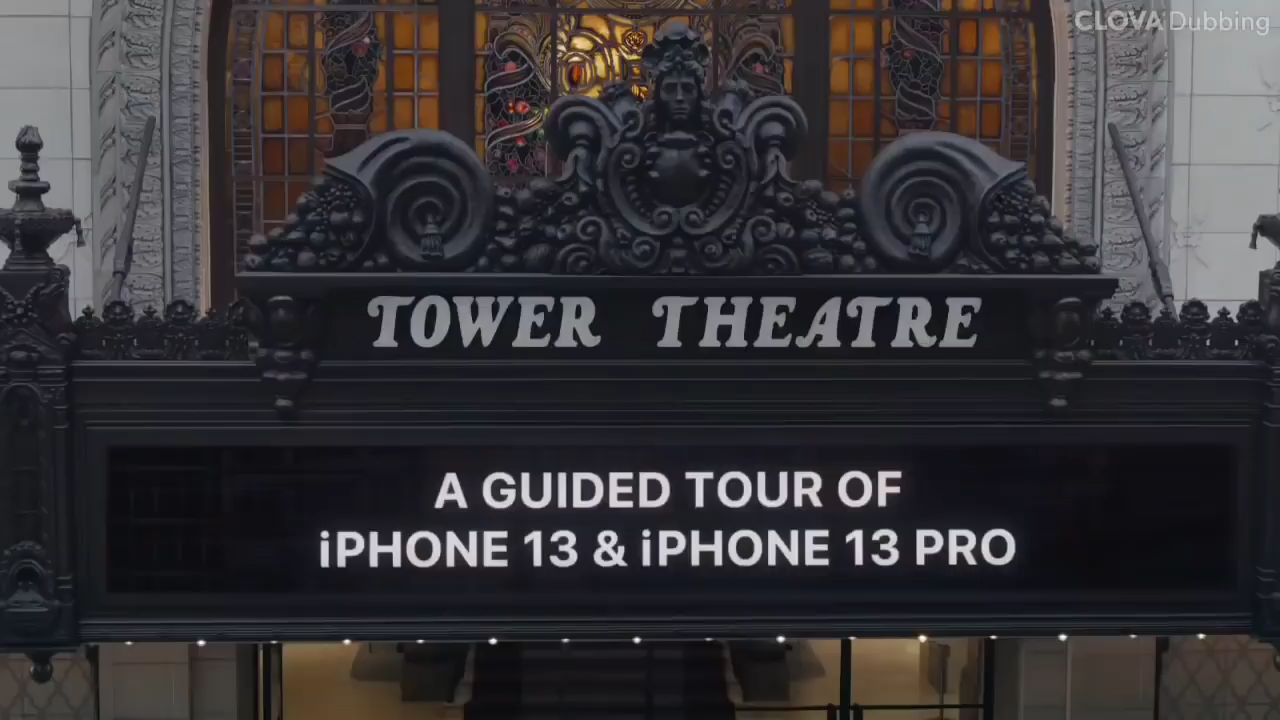 CLOVA Dubbing
TOWER THEATRE
A GUIDED TOUR OF
iPHONE 13 & iPHONE 13 PRO